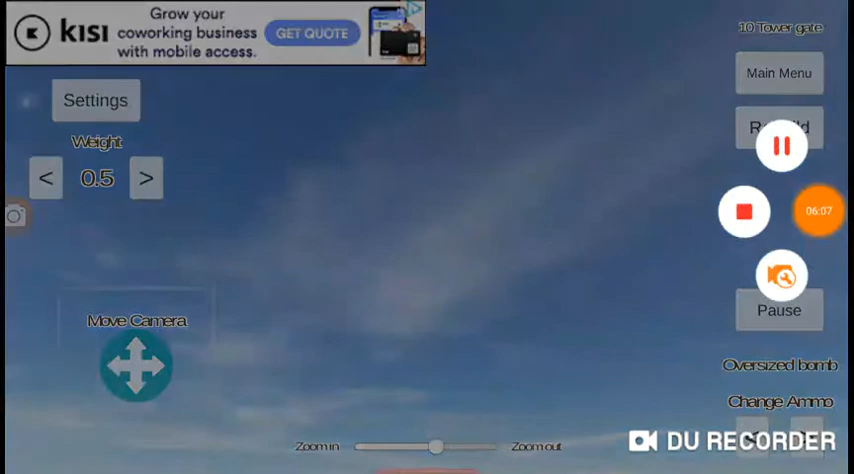 kisi
Grow your
coworking business
with mobile access.
GET QUOTE
10 Tower gate
Main Menu
Settings
Weight
< 0.5 >
06:07
Pause
Move Camera
Oversized bomb
Change Ammo
Zoom in
Zoom out
DU RECORDER